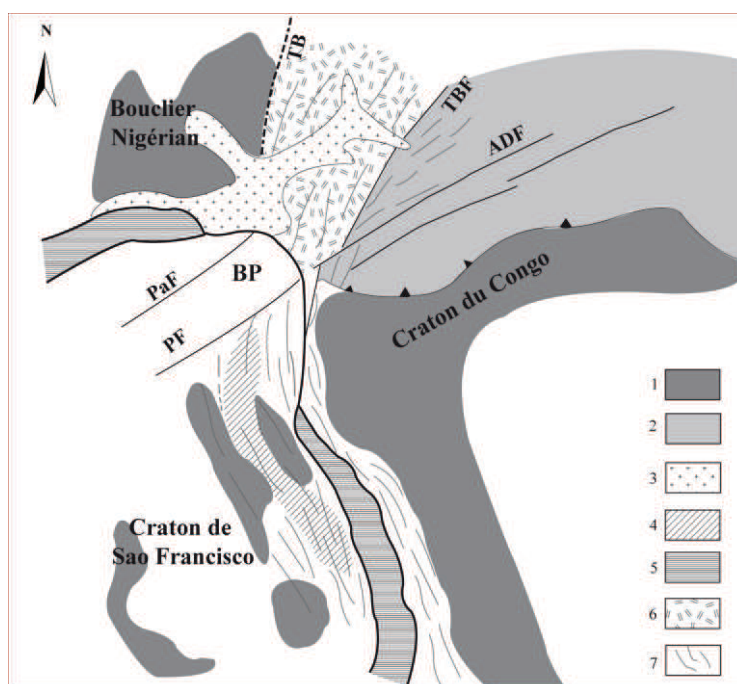 N
TB
Bouclier
Nigérian
TBF
ADF
PaF
BP
PF
Craton du Congo
Craton de
Sao Francisco
1
2
3
4
5
6
7